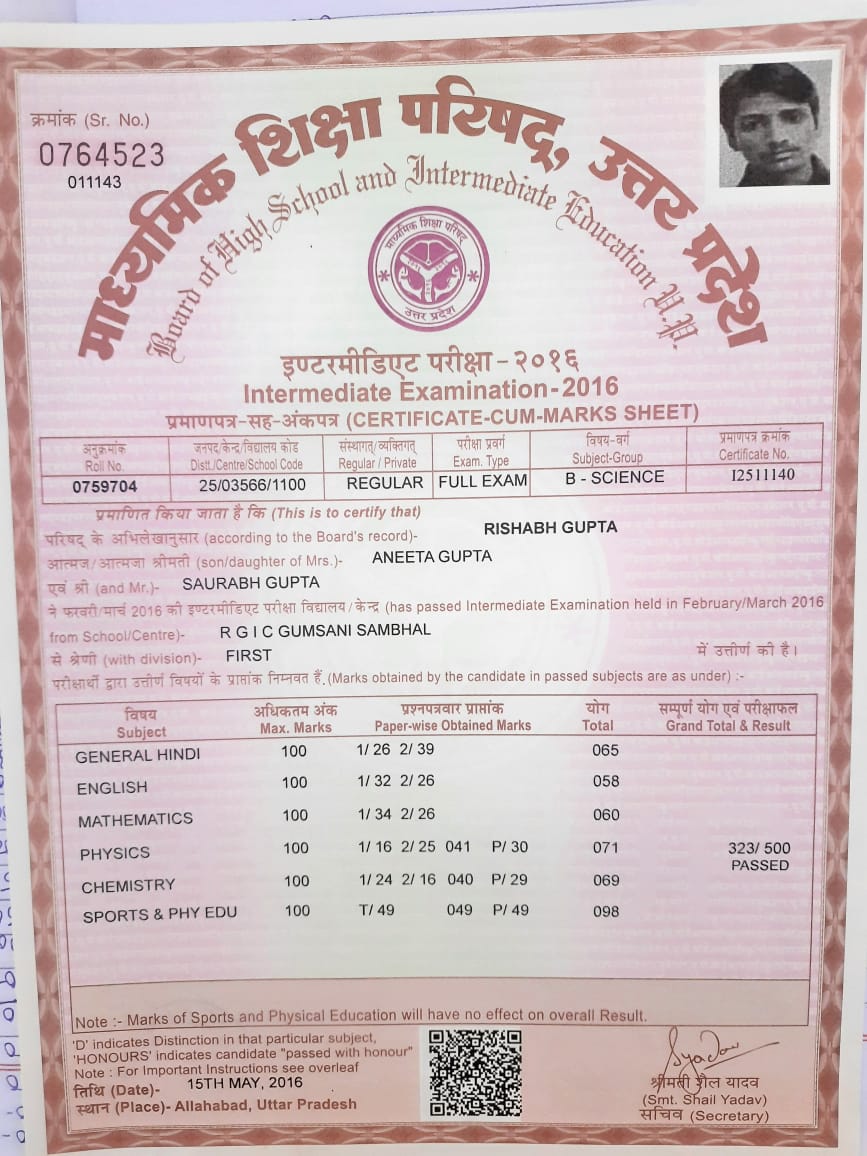 क्रमांक (Sr. No.)
0764523
011143
माध्यमिक शिक्षा परिषद्, उत्तर प्रदेश
Board of High School and Intermediate Education U.P.
माध्यमिक शिक्षा परिषद्
उत्तर प्रदेश
इण्टरमीडिएट परीक्षा - २०१६
Intermediate Examination-2016
प्रमाणपत्र-सह-अंकपत्र (CERTIFICATE-CUM-MARKS SHEET)
अनुक्रमांक जनपद/केन्द्र/विद्यालय कोड संस्थागत/व्यक्तिगत परीक्षा प्रवर्ग विषय-वर्ग प्रमाणपत्र क्रमांक
Roll No. Distt./Centre/School Code Regular / Private Exam. Type Subject-Group Certificate No.
0759704 25/03566/1100 REGULAR FULL EXAM B - SCIENCE I2511140
प्रमाणित किया जाता है कि (This is to certify that)
परिषद् के अभिलेखानुसार (according to the Board's record)- RISHABH GUPTA
आत्मज/आत्मजा श्रीमती (son/daughter of Mrs.)- ANEETA GUPTA
एवं श्री (and Mr.)- SAURABH GUPTA
ने फरवरी/मार्च 2016 की इण्टरमीडिएट परीक्षा विद्यालय/केन्द्र (has passed Intermediate Examination held in February/March 2016
from School/Centre)- R G I C GUMSANI SAMBHAL
से श्रेणी (with division)- FIRST में उत्तीर्ण की है।
परीक्षार्थी द्वारा उत्तीर्ण विषयों के प्राप्तांक निम्नवत हैं. (Marks obtained by the candidate in passed subjects are as under) :-
विषय अधिकतम अंक प्रश्नपत्रवार प्राप्तांक योग सम्पूर्ण योग एवं परीक्षाफल
Subject Max. Marks Paper-wise Obtained Marks Total Grand Total & Result
GENERAL HINDI 100 1/ 26 2/ 39 065
ENGLISH 100 1/ 32 2/ 26 058
MATHEMATICS 100 1/ 34 2/ 26 060
PHYSICS 100 1/ 16 2/ 25 041 P/ 30 071 323/ 500
PASSED
CHEMISTRY 100 1/ 24 2/ 16 040 P/ 29 069
SPORTS & PHY EDU 100 T/ 49 049 P/ 49 098
Note :- Marks of Sports and Physical Education will have no effect on overall Result.
'D' indicates Distinction in that particular subject,
'HONOURS' indicates candidate "passed with honour"
Note : For Important Instructions see overleaf
तिथि (Date)- 15TH MAY, 2016
स्थान (Place)- Allahabad, Uttar Pradesh
SYadav
श्रीमती शैल यादव
(Smt. Shail Yadav)
सचिव (Secretary)